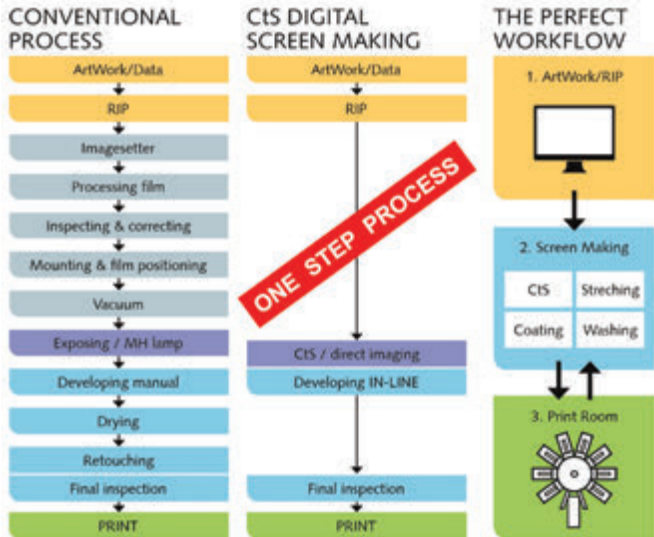 CONVENTIONAL
PROCESS
ArtWork/Data
RIP
Imagesetter
Processing film
Inspecting & correcting
Mounting & film positioning
Vacuum
Exposing / MH lamp
Developing manual
Drying
Retouching
Final inspection
PRINT
CtS DIGITAL
SCREEN MAKING
ArtWork/Data
RIP
ONE STEP PROCESS
CtS / direct imaging
Developing IN-LINE
Final inspection
PRINT
THE PERFECT
WORKFLOW
1. ArtWork/RIP
2. Screen Making
CtS Streching
Coating Washing
3. Print Room